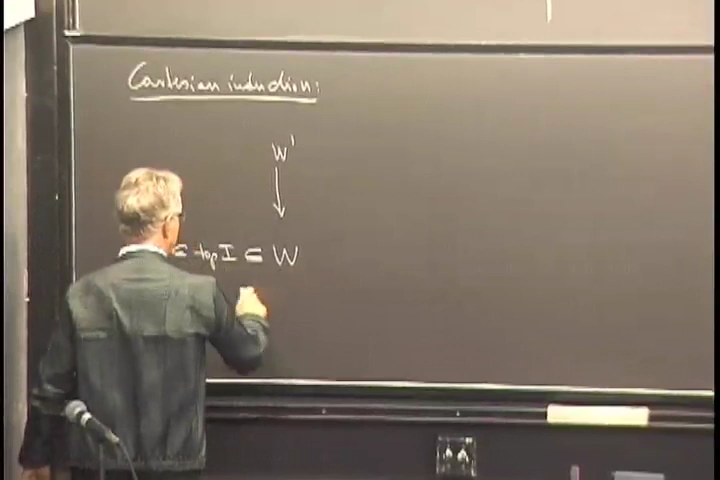 Cartesian induction:
W'
↓
= top I ⊆ W